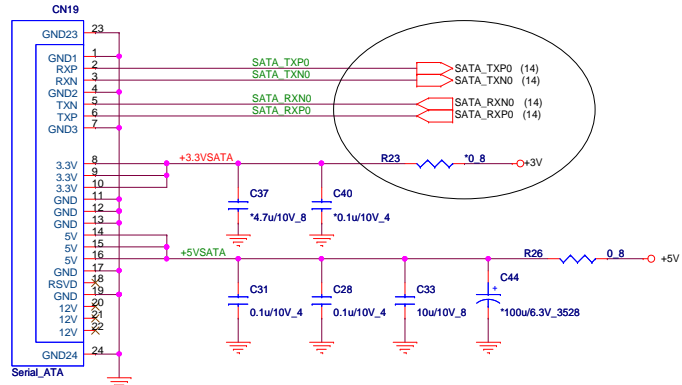 CN19
GND23 23
GND1 1
RXP 2 SATA_TXP0 SATA_TXP0 (14)
RXN 3 SATA_TXN0 SATA_TXN0 (14)
GND2 4
TXN 5 SATA_RXN0 SATA_RXN0 (14)
TXP 6 SATA_RXP0 SATA_RXP0 (14)
GND3 7
3.3V 8 +3.3VSATA R23 *0_8 +3V
3.3V 9
3.3V 10
GND 11 C37 C40
GND 12 *4.7u/10V_8 *0.1u/10V_4
GND 13
5V 14
5V 15
5V 16 +5VSATA R26 0_8 +5V
GND 17
RSVD 18 C31 C28 C33 C44
GND 19 0.1u/10V_4 0.1u/10V_4 10u/10V_8 + *100u/6.3V_3528
12V 20
12V 21
12V 22
GND24 24
Serial_ATA